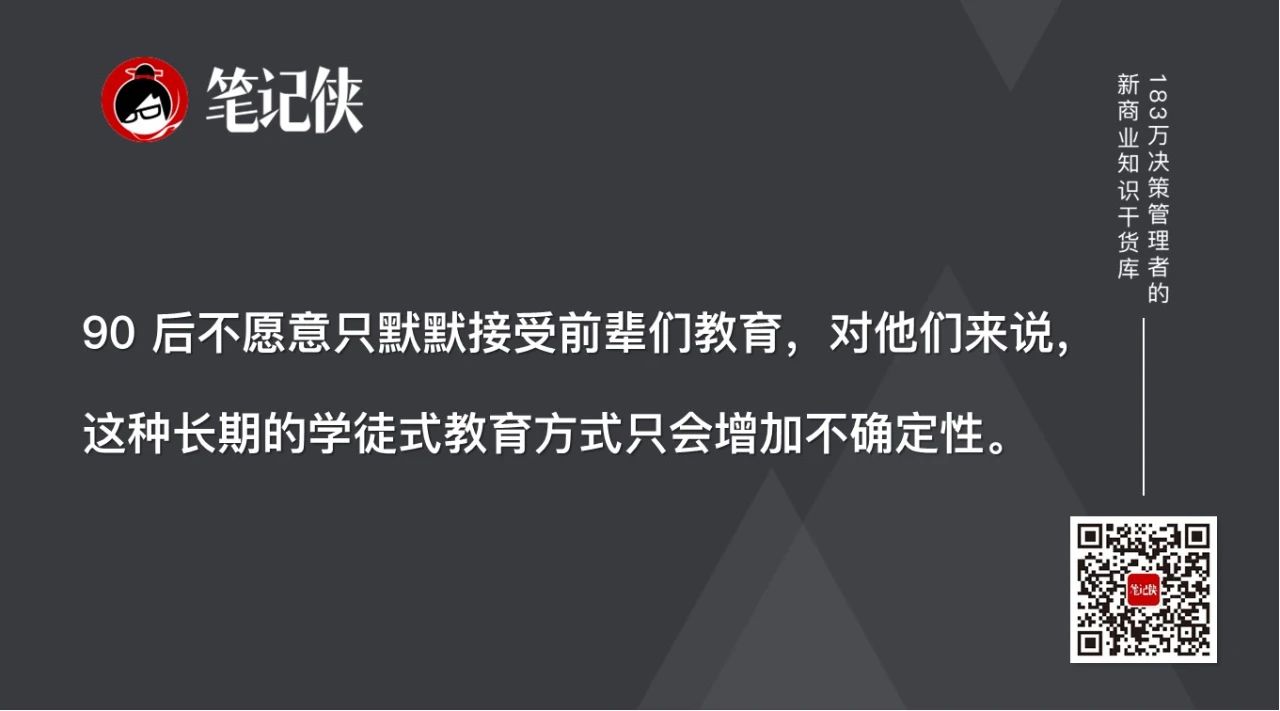 笔记侠
183万决策管理者的
新商业知识干货库
90 后不愿意只默默接受前辈们教育，对他们来说，
这种长期的学徒式教育方式只会增加不确定性。
笔记侠